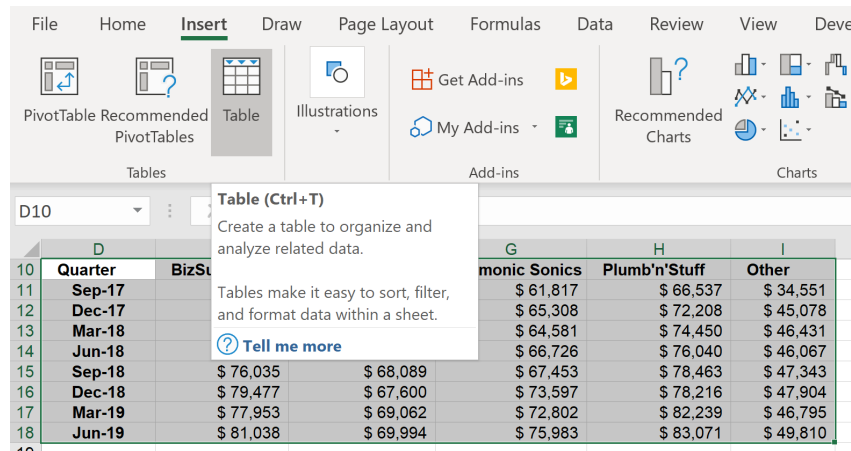 File Home Insert Draw Page Layout Formulas Data Review View Deve
PivotTable Recommended PivotTables Table
Illustrations
Get Add-ins
My Add-ins
Recommended Charts
Tables Add-ins Charts
D10
Table (Ctrl+T)
Create a table to organize and
analyze related data.
Tables make it easy to sort, filter,
and format data within a sheet.
Tell me more
D G H I
10 Quarter BizSu monic Sonics Plumb'n'Stuff Other
11 Sep-17 $ 61,817 $ 66,537 $ 34,551
12 Dec-17 $ 65,308 $ 72,208 $ 45,078
13 Mar-18 $ 64,581 $ 74,450 $ 46,431
14 Jun-18 $ 66,726 $ 76,040 $ 46,067
15 Sep-18 $ 76,035 $ 68,089 $ 67,453 $ 78,463 $ 47,343
16 Dec-18 $ 79,477 $ 67,600 $ 73,597 $ 78,216 $ 47,904
17 Mar-19 $ 77,953 $ 69,062 $ 72,802 $ 82,239 $ 46,795
18 Jun-19 $ 81,038 $ 69,994 $ 75,983 $ 83,071 $ 49,810